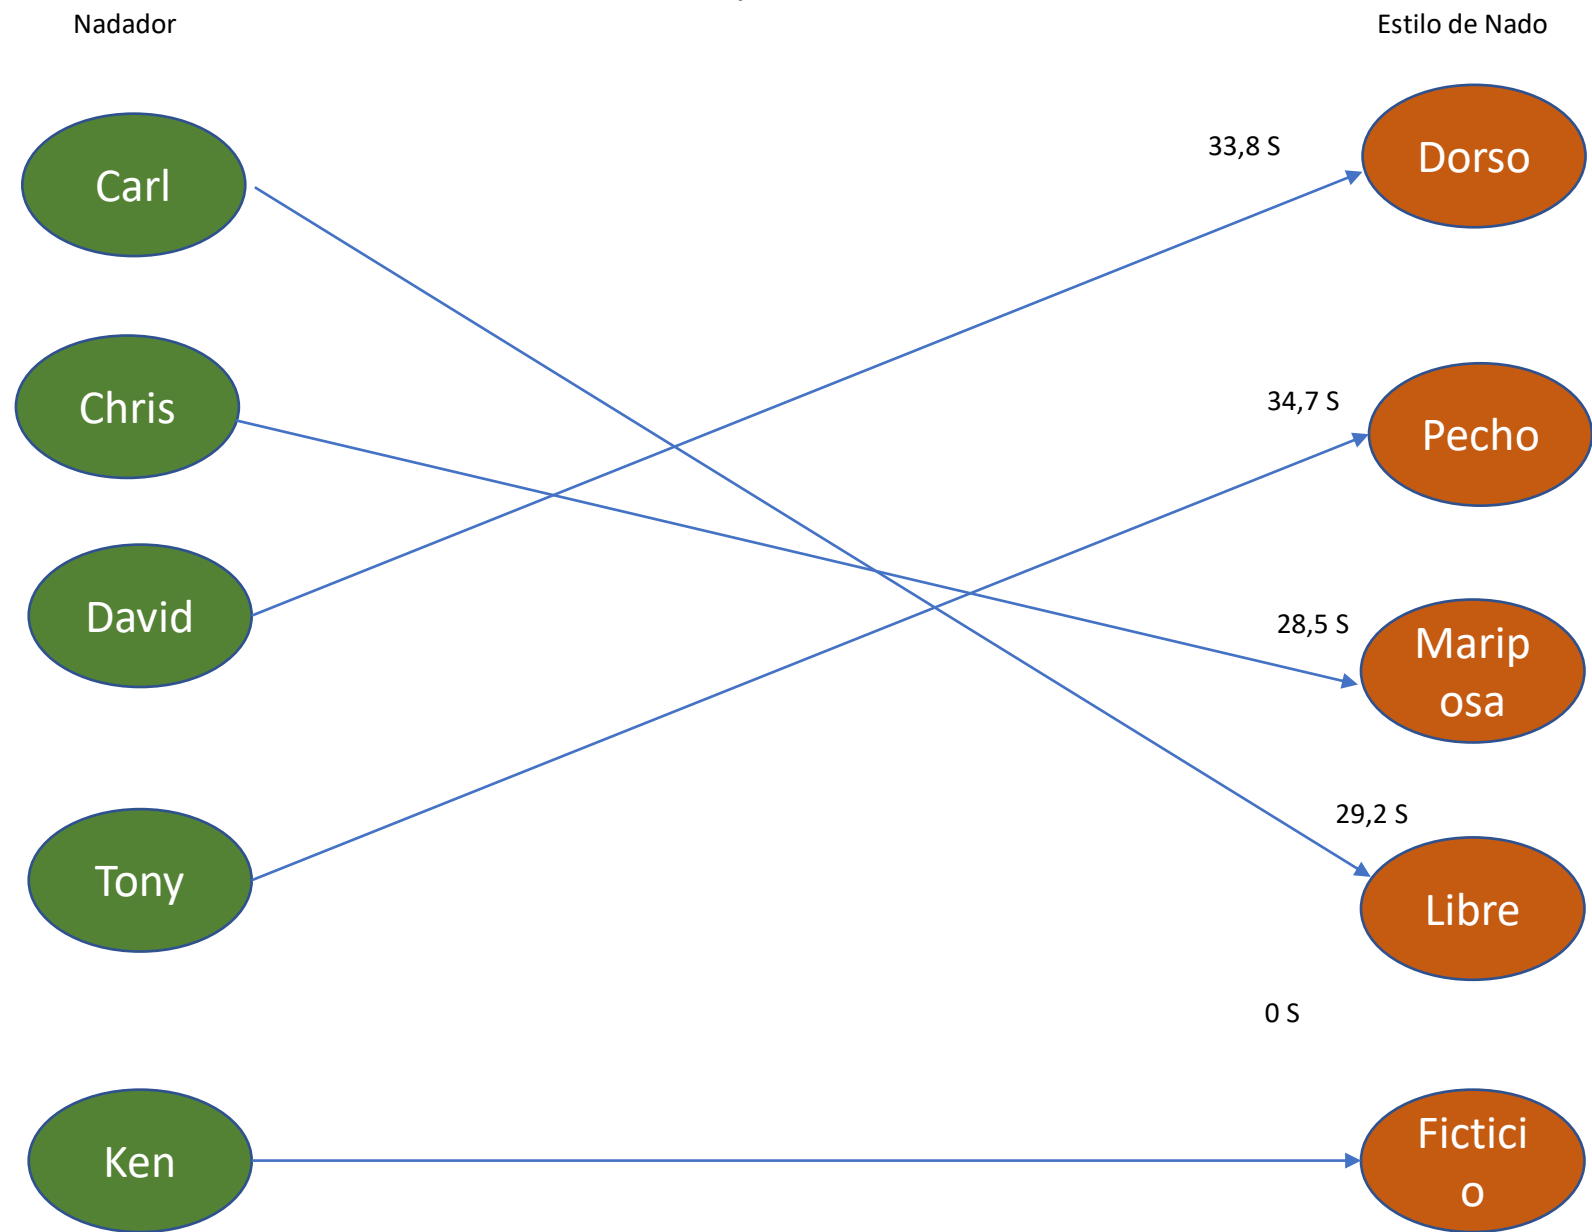 Nadador
Estilo de Nado
Carl
33,8 S
Dorso
Chris
34,7 S
Pecho
David
28,5 S
Marip
osa
Tony
29,2 S
Libre
0 S
Ken
Fictici
o